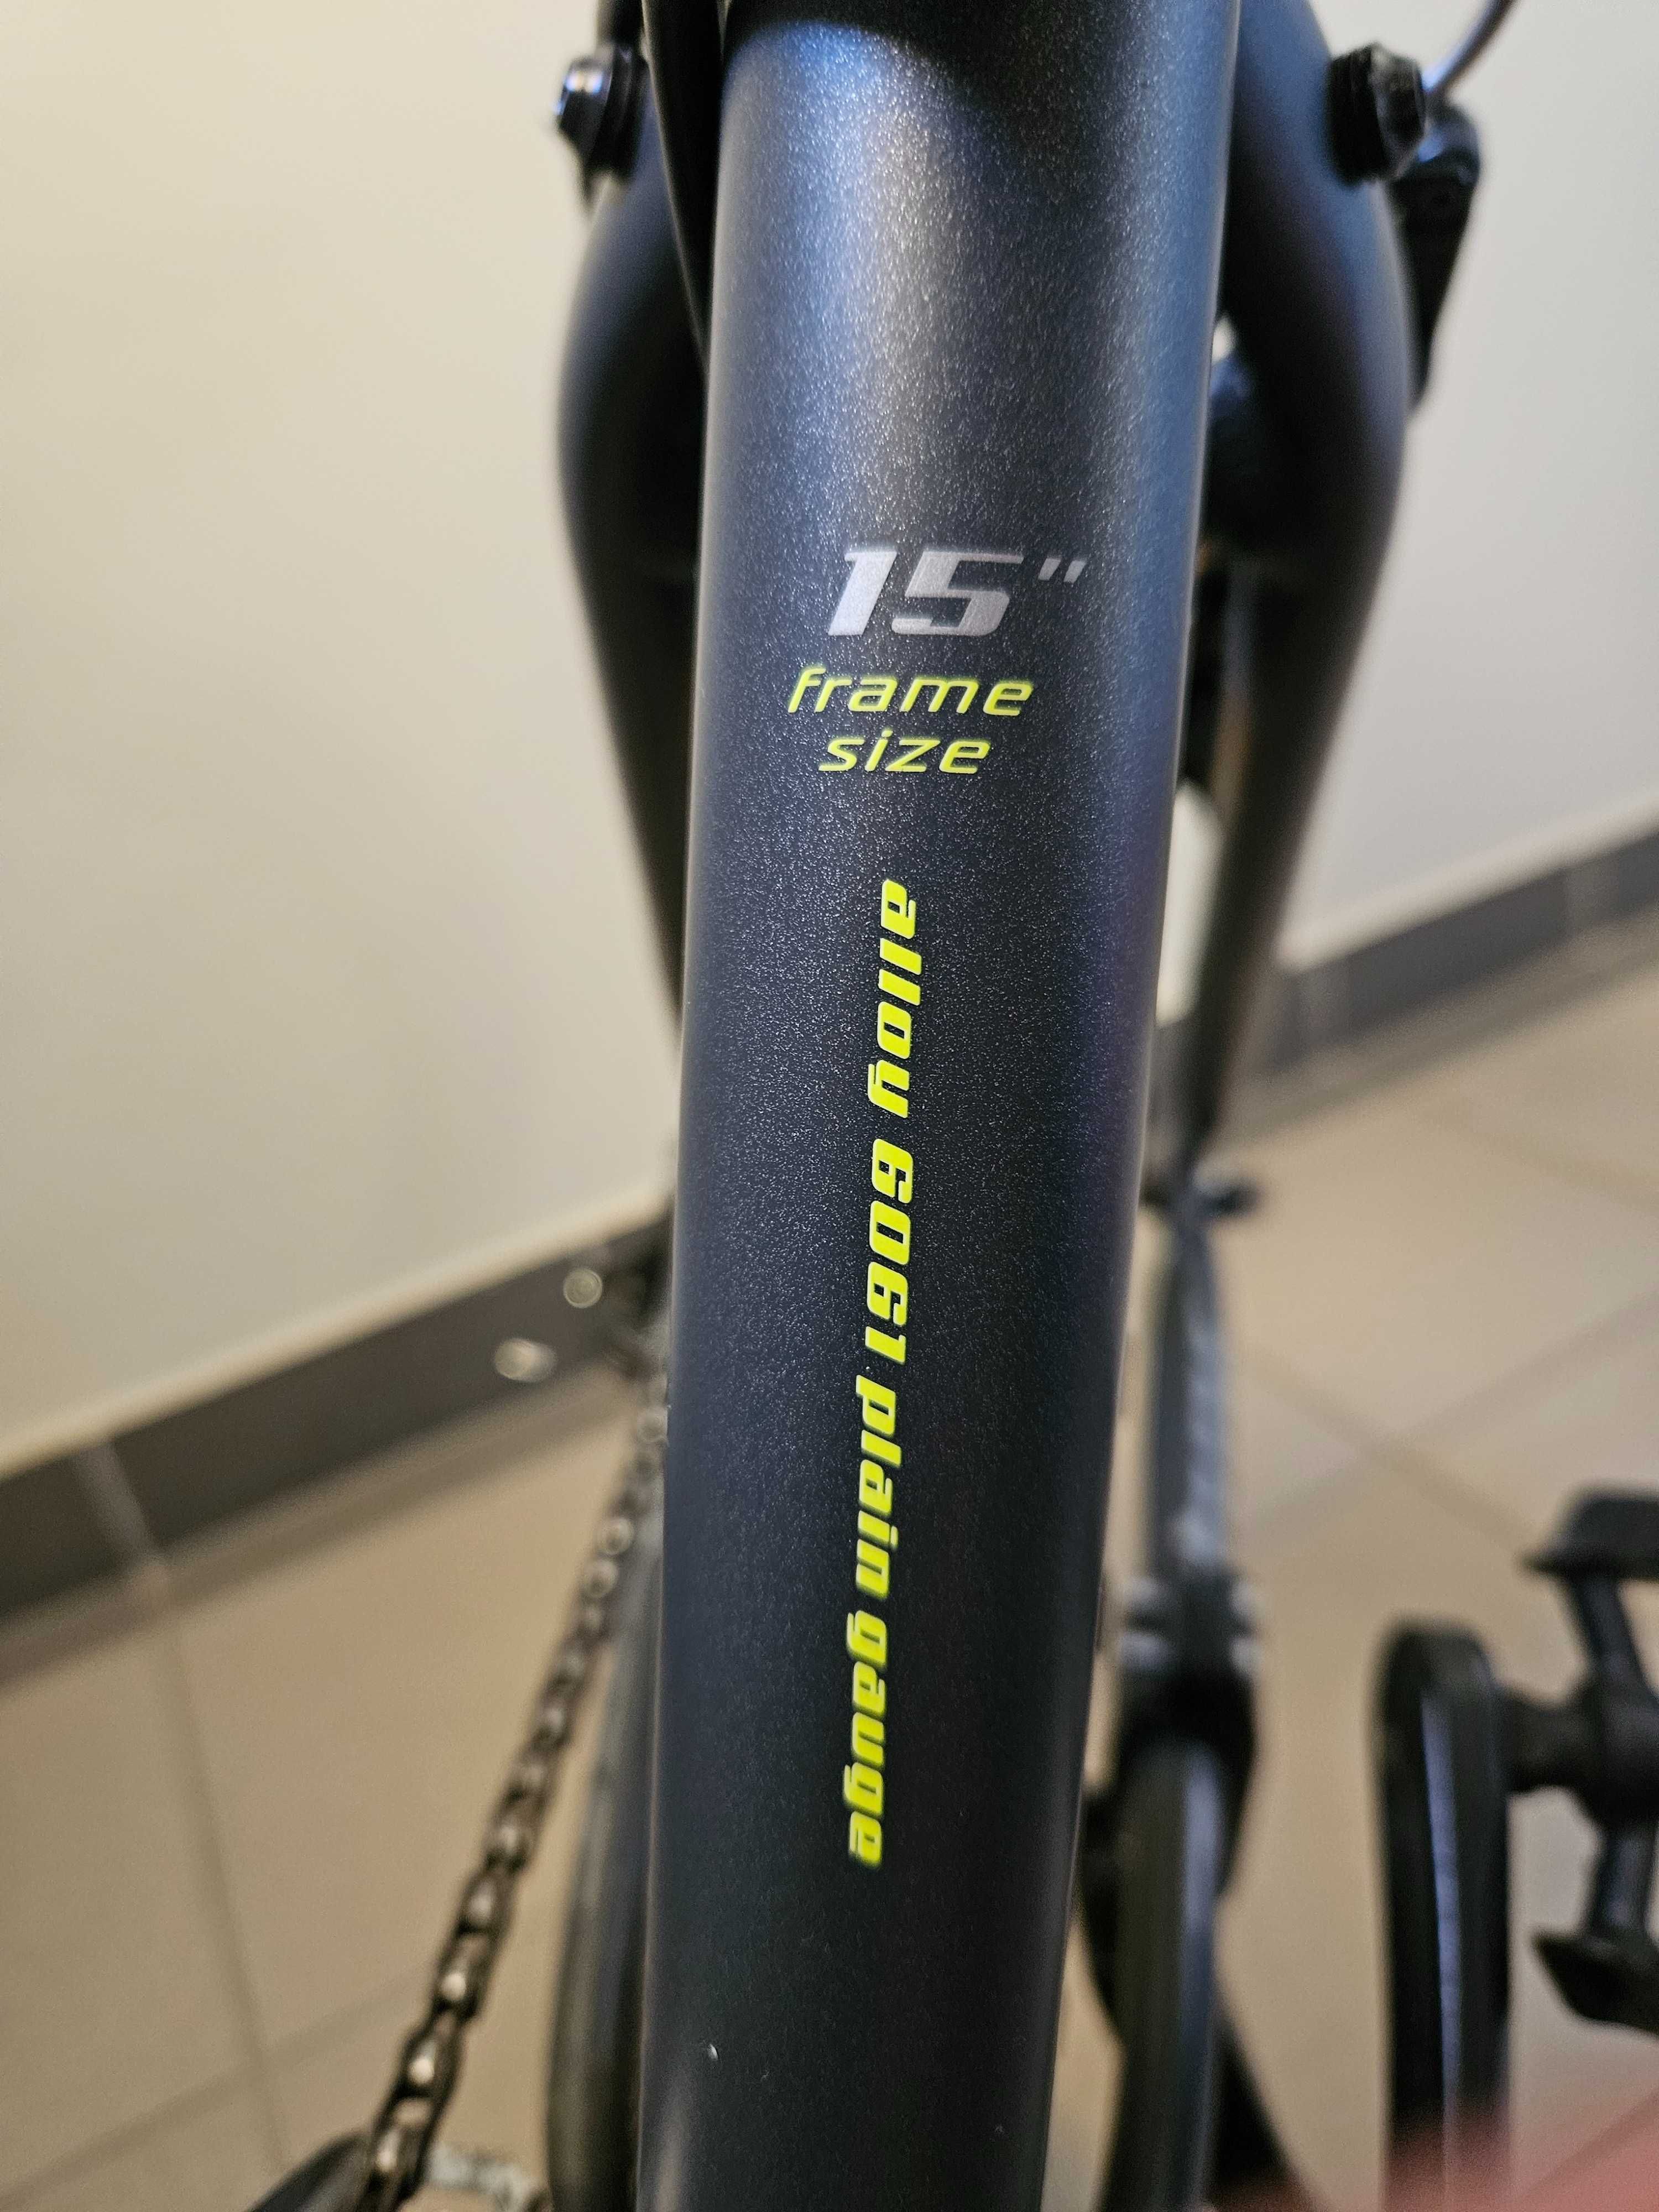 15"
frame
size
alloy 6061 plain gauge